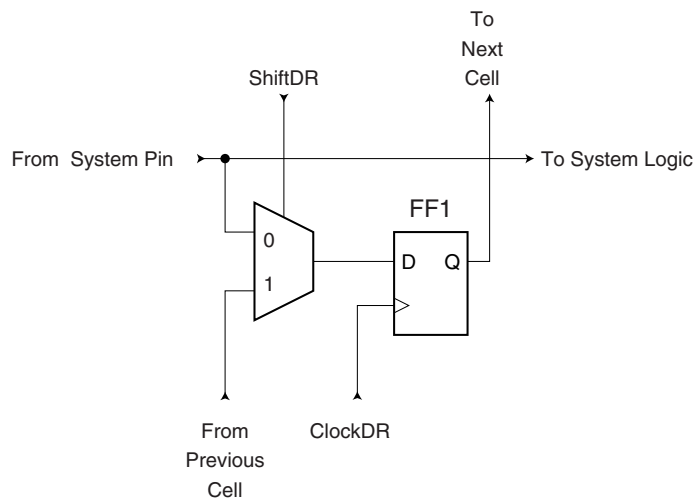 To
Next
Cell
ShiftDR
From System Pin
To System Logic
FF1
0
D Q
1
From
Previous
Cell
ClockDR